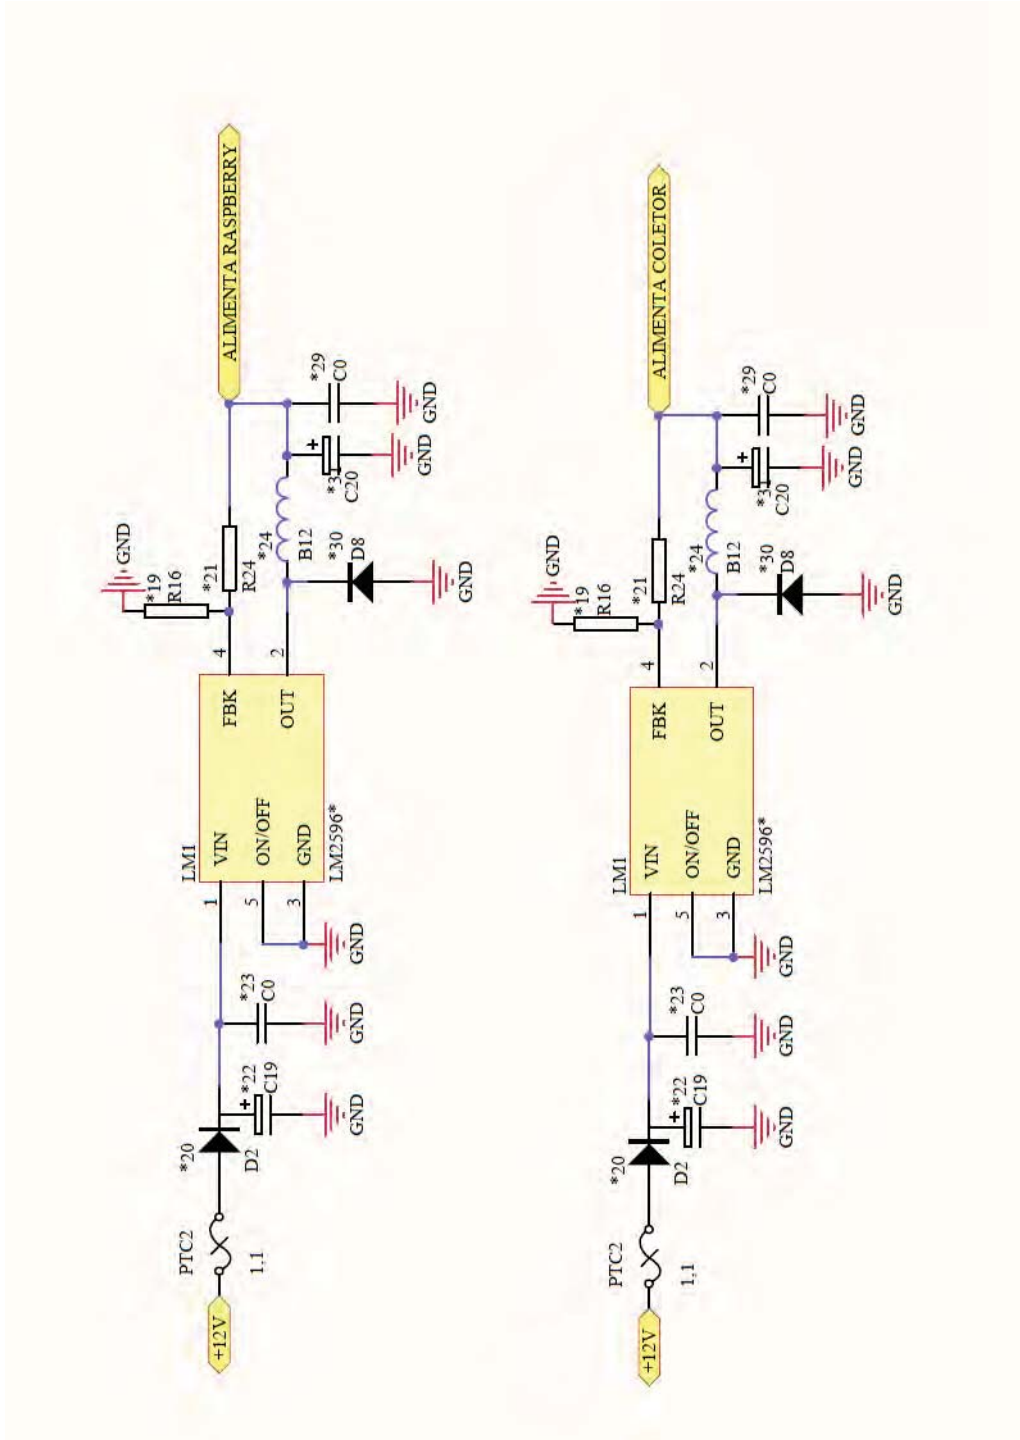 ALIMENTA RASPBERRY
GND
*19
R16
*21
R24
*24
B12
*29
C0
GND
GND
C20
*30
D8
GND
4
2
FBK
OUT
LM1
VIN
ON/OFF
GND
LM2596*
1
5
3
GND
*23
C0
GND
*22
+
C19
GND
*20
D2
PTC2
1,1
+12V
+
ALIMENTA COLETOR
GND
*19
R16
*21
R24
*24
B12
*29
C0
GND
GND
+
C20
*30
D8
GND
4
2
FBK
OUT
LM1
VIN
ON/OFF
GND
LM2596*
1
5
3
GND
*23
C0
GND
*22
+
C19
GND
*20
D2
PTC2
1,1
+12V